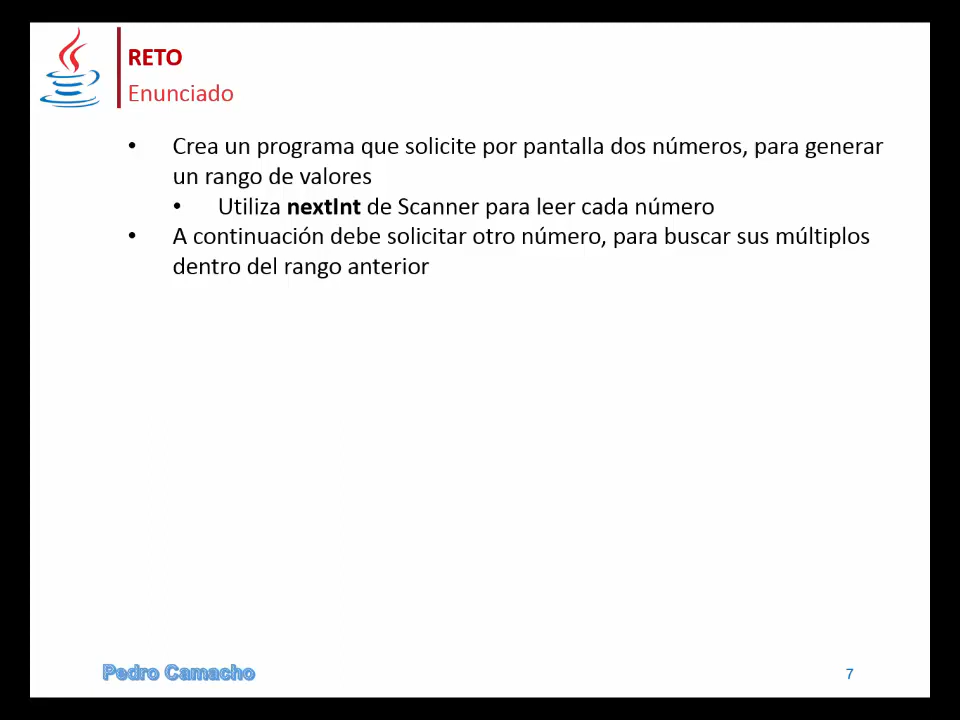 RETO
Enunciado
• Crea un programa que solicite por pantalla dos números, para generar
un rango de valores
• Utiliza nextInt de Scanner para leer cada número
• A continuación debe solicitar otro número, para buscar sus múltiplos
dentro del rango anterior
Pedro Camacho
7